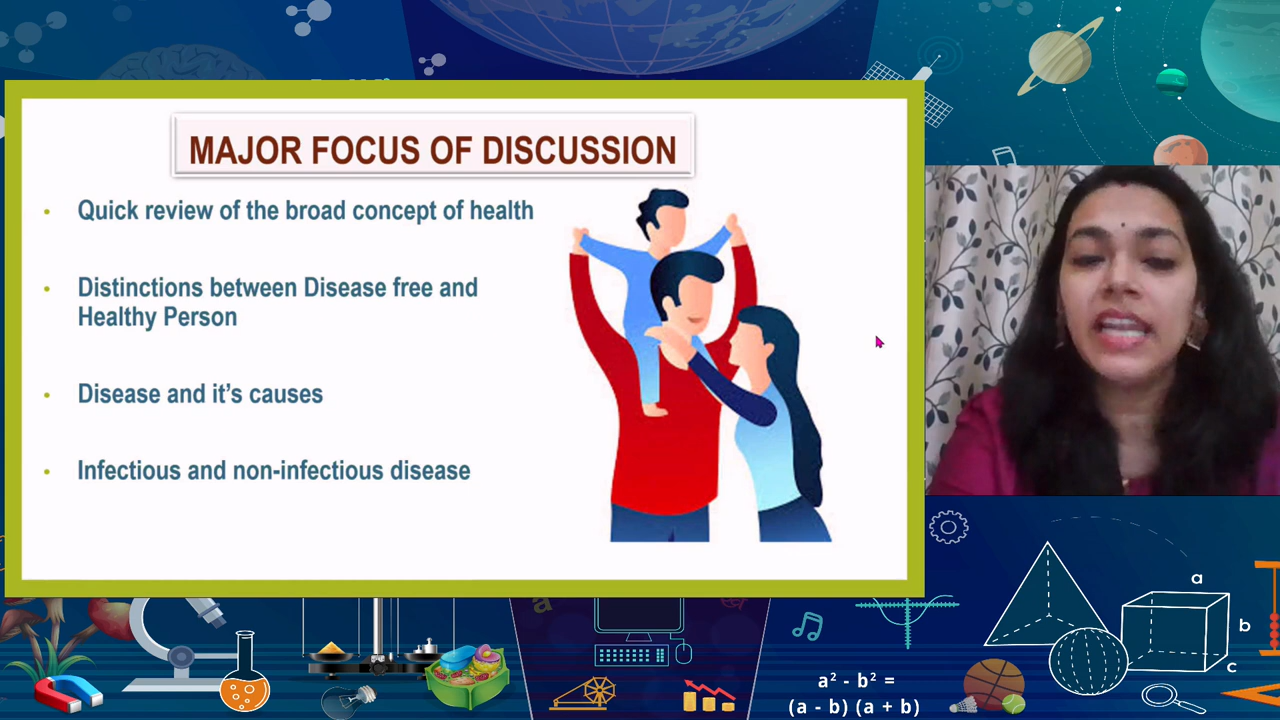 MAJOR FOCUS OF DISCUSSION
• Quick review of the broad concept of health
• Distinctions between Disease free and
Healthy Person
• Disease and it's causes
• Infectious and non-infectious disease
a
b
c
a² - b² =
(a - b) (a + b)